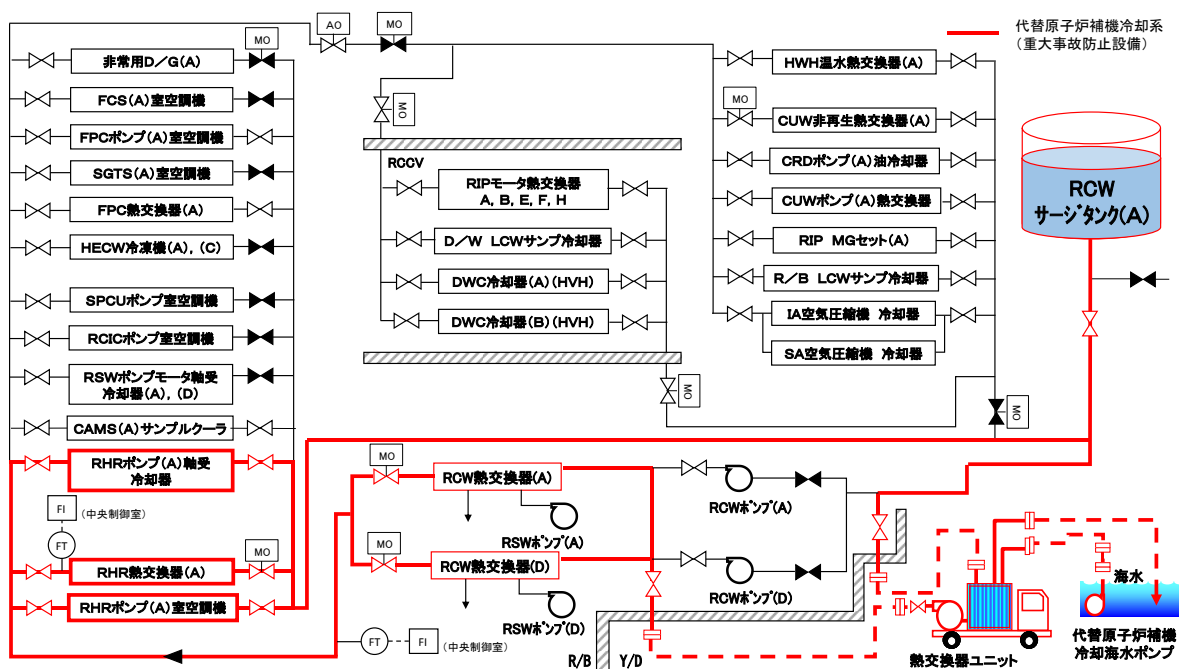 代替原子炉補機冷却系
(重大事故防止設備)
AO
MO
MO
非常用D/G(A)
FCS(A)室空調機
FPCポンプ(A)室空調機
SGTS(A)室空調機
FPC熱交換器(A)
HECW冷凍機(A), (C)
SPCUポンプ室空調機
RCICポンプ室空調機
RSWポンプモータ軸受
冷却器(A), (D)
CAMS(A)サンプルクーラ
RHRポンプ(A)軸受
冷却器
FI
(中央制御室)
FT
MO
RHR熱交換器(A)
RHRポンプ(A)室空調機
MO
RCCV
RIPモータ熱交換器
A, B, E, F, H
D/W LCWサンプ冷却器
DWC冷却器(A)(HVH)
DWC冷却器(B)(HVH)
MO
HWH温水熱交換器(A)
MO
CUW非再生熱交換器(A)
CRDポンプ(A)油冷却器
CUWポンプ(A)熱交換器
RIP MGセット(A)
R/B LCWサンプ冷却器
IA空気圧縮機 冷却器
SA空気圧縮機 冷却器
MO
RCW
サージタンク(A)
MO
RCW熱交換器(A)
RSWポンプ(A)
MO
RCW熱交換器(D)
RSWポンプ(D)
RCWポンプ(A)
RCWポンプ(D)
FT
FI
(中央制御室)
R/B
Y/D
熱交換器ユニット
海水
代替原子炉補機
冷却海水ポンプ